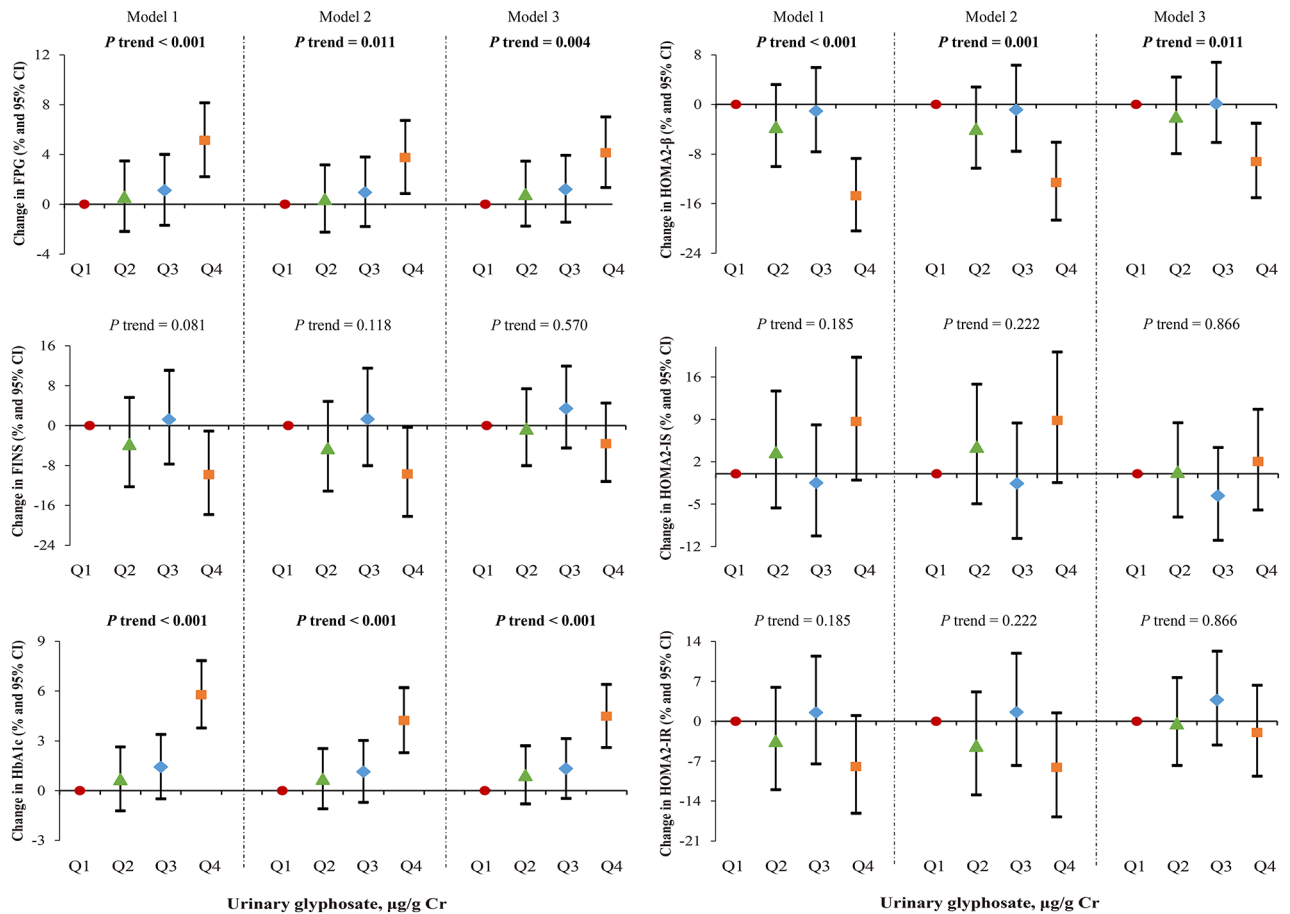 Model 1 Model 2 Model 3
P trend < 0.001 P trend = 0.011 P trend = 0.004
Change in FPG (% and 95% CI)
12
8
4
0
-4
Q1 Q2 Q3 Q4 Q1 Q2 Q3 Q4 Q1 Q2 Q3 Q4
P trend = 0.081 P trend = 0.118 P trend = 0.570
Change in FINS (% and 95% CI)
16
8
0
-8
-16
-24
Q1 Q2 Q3 Q4 Q1 Q2 Q3 Q4 Q1 Q2 Q3 Q4
P trend < 0.001 P trend < 0.001 P trend < 0.001
Change in HbA1c (% and 95% CI)
9
6
3
0
-3
Q1 Q2 Q3 Q4 Q1 Q2 Q3 Q4 Q1 Q2 Q3 Q4
Urinary glyphosate, μg/g Cr
Model 1 Model 2 Model 3
P trend < 0.001 P trend = 0.001 P trend = 0.011
Change in HOMA2-β (% and 95% CI)
8
0
-8
-16
-24
Q1 Q2 Q3 Q4 Q1 Q2 Q3 Q4 Q1 Q2 Q3 Q4
P trend = 0.185 P trend = 0.222 P trend = 0.866
Change in HOMA2-IS (% and 95% CI)
16
9
2
-5
-12
Q1 Q2 Q3 Q4 Q1 Q2 Q3 Q4 Q1 Q2 Q3 Q4
P trend = 0.185 P trend = 0.222 P trend = 0.866
Change in HOMA2-IR (% and 95% CI)
14
7
0
-7
-14
-21
Q1 Q2 Q3 Q4 Q1 Q2 Q3 Q4 Q1 Q2 Q3 Q4
Urinary glyphosate, μg/g Cr